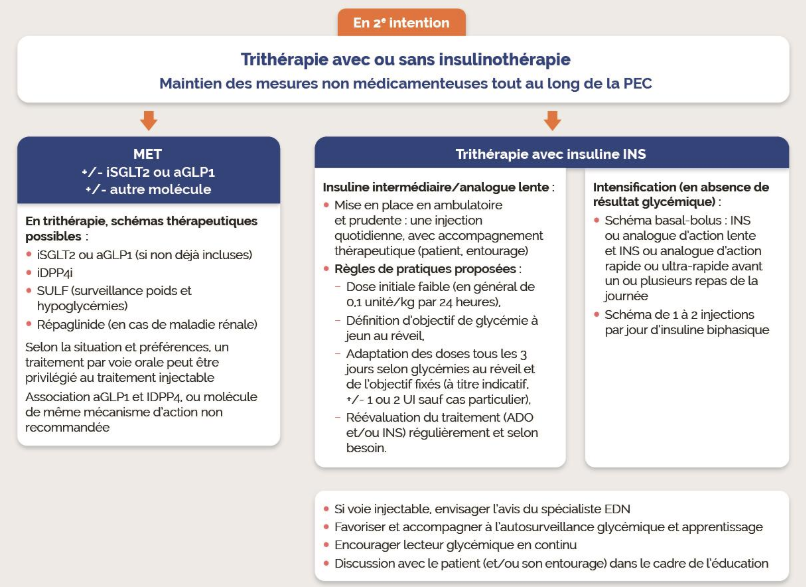 En 2e intention
Trithérapie avec ou sans insulinothérapie
Maintien des mesures non médicamenteuses tout au long de la PEC
MET
+/- iSGLT2 ou aGLP1
+/- autre molécule
En trithérapie, schémas thérapeutiques
possibles :
• iSGLT2 ou aGLP1 (si non déjà incluses)
• iDPP4i
• SULF (surveillance poids et
hypoglycémies)
• Répaglinide (en cas de maladie rénale)
Selon la situation et préférences, un
traitement par voie orale peut être
privilégié au traitement injectable
Association aGLP1 et IDPP4, ou molécule
de même mécanisme d'action non
recommandée
Trithérapie avec insuline INS
Insuline intermédiaire/analogue lente :
• Mise en place en ambulatoire
et prudente : une injection
quotidienne, avec accompagnement
thérapeutique (patient, entourage)
• Règles de pratiques proposées :
– Dose initiale faible (en général de
0,1 unité/kg par 24 heures),
– Définition d'objectif de glycémie à
jeun au réveil,
– Adaptation des doses tous les 3
jours selon glycémies au réveil et
de l'objectif fixés (à titre indicatif,
+/- 1 ou 2 UI sauf cas particulier),
– Réévaluation du traitement (ADO
et/ou INS) régulièrement et selon
besoin.
Intensification (en absence de
résultat glycémique) :
• Schéma basal-bolus : INS
ou analogue d'action lente
et INS ou analogue d'action
rapide ou ultra-rapide avant
un ou plusieurs repas de la
journée
• Schéma de 1 à 2 injections
par jour d'insuline biphasique
• Si voie injectable, envisager l'avis du spécialiste EDN
• Favoriser et accompagner à l'autosurveillance glycémique et apprentissage
• Encourager lecteur glycémique en continu
• Discussion avec le patient (et/ou son entourage) dans le cadre de l'éducation